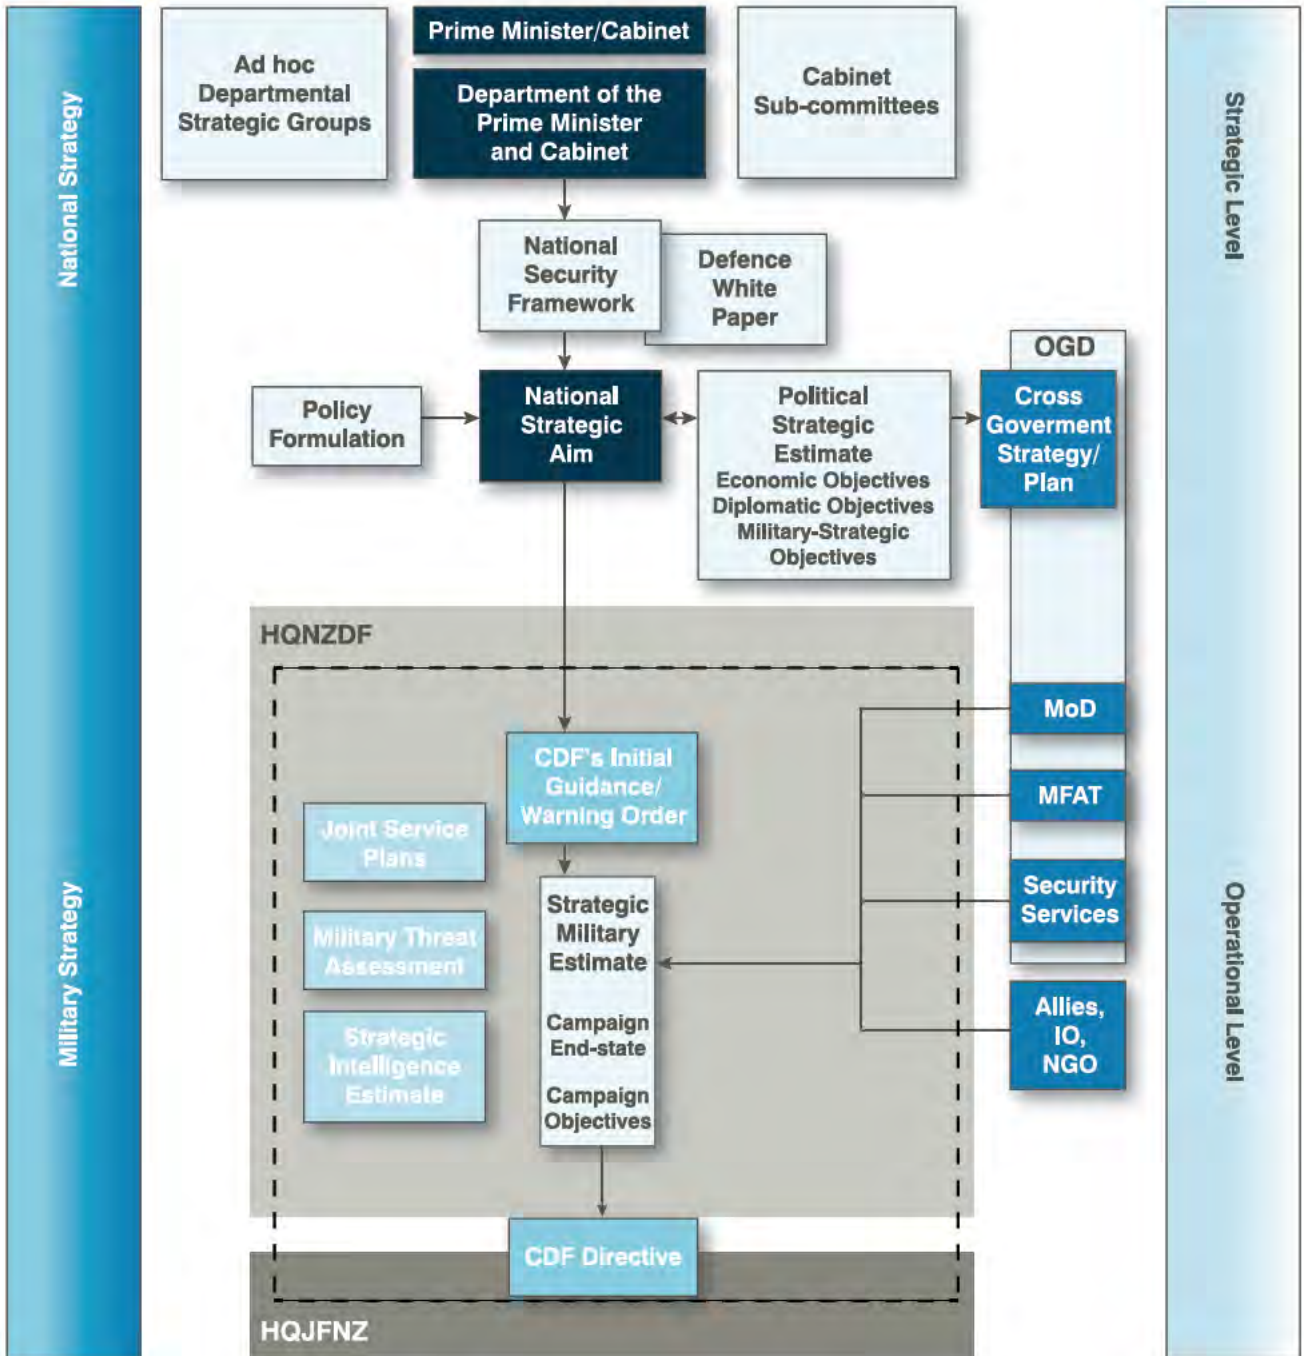 National Strategy
Military Strategy
Ad hoc
Departmental
Strategic Groups
Prime Minister/Cabinet
Department of the
Prime Minister
and Cabinet
Cabinet
Sub-committees
National
Security
Framework
Defence
White
Paper
Policy
Formulation
National
Strategic
Aim
Political
Strategic
Estimate
Economic Objectives
Diplomatic Objectives
Military-Strategic
Objectives
OGD
Cross
Goverment
Strategy/
Plan
HQNZDF
CDF's Initial
Guidance/
Warning Order
Joint Service
Plans
Military Threat
Assessment
Strategic
Intelligence
Estimate
Strategic
Military
Estimate
Campaign
End-state
Campaign
Objectives
MoD
MFAT
Security
Services
Allies,
IO,
NGO
CDF Directive
HQJFNZ
Strategic Level
Operational Level